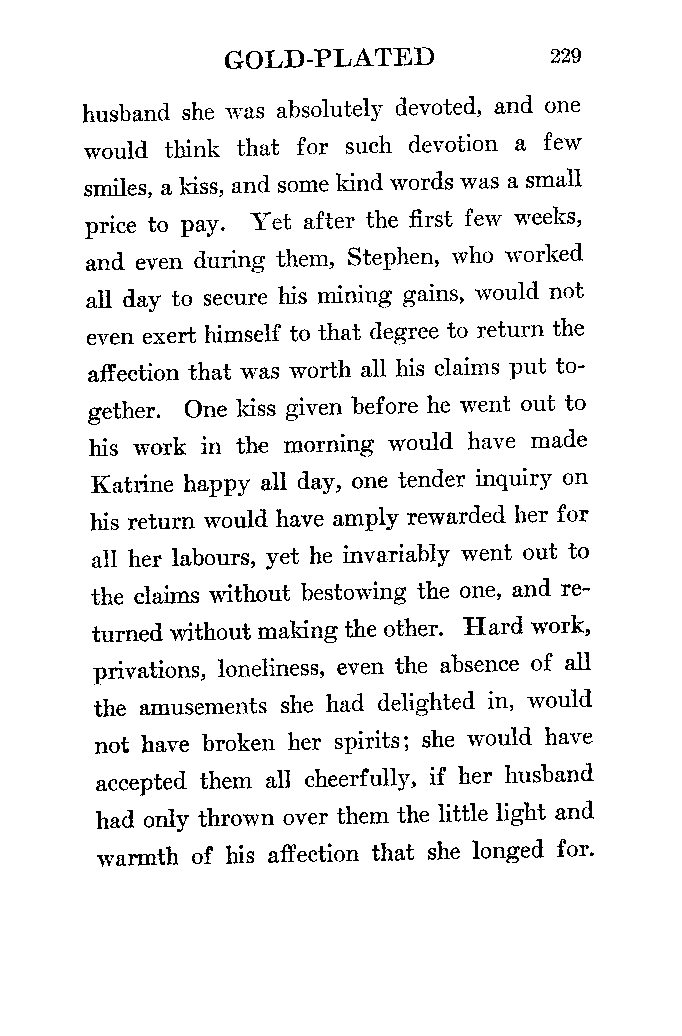 GOLD-PLATED 229
husband she was absolutely devoted, and one
would think that for such devotion a few
smiles, a kiss, and some kind words was a small
price to pay. Yet after the first few weeks,
and even during them, Stephen, who worked
all day to secure his mining gains, would not
even exert himself to that degree to return the
affection that was worth all his claims put to-
gether. One kiss given before he went out to
his work in the morning would have made
Katrine happy all day, one tender inquiry on
his return would have amply rewarded her for
all her labours, yet he invariably went out to
the claims without bestowing the one, and re-
turned without making the other. Hard work,
privations, loneliness, even the absence of all
the amusements she had delighted in, would
not have broken her spirits; she would have
accepted them all cheerfully, if her husband
had only thrown over them the little light and
warmth of his affection that she longed for.